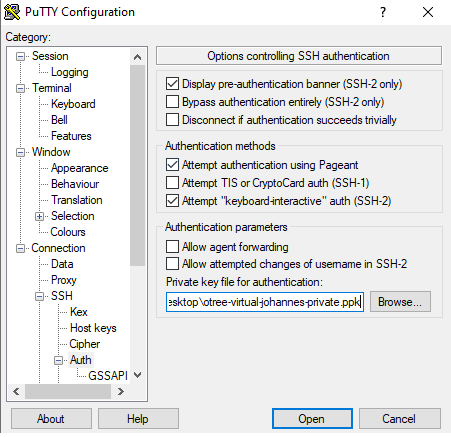 PuTTY Configuration
?
Category:
Session
Logging
Terminal
Keyboard
Bell
Features
Window
Appearance
Behaviour
Translation
Selection
Colours
Connection
Data
Proxy
SSH
Kex
Host keys
Cipher
Auth
GSSAPI
Options controlling SSH authentication
Display pre-authentication banner (SSH-2 only)
Bypass authentication entirely (SSH-2 only)
Disconnect if authentication succeeds trivially
Authentication methods
Attempt authentication using Pageant
Attempt TIS or CryptoCard auth (SSH-1)
Attempt "keyboard-interactive" auth (SSH-2)
Authentication parameters
Allow agent forwarding
Allow attempted changes of username in SSH-2
Private key file for authentication:
esktop\otree-virtual-johannes-private.ppk
Browse...
About
Help
Open
Cancel